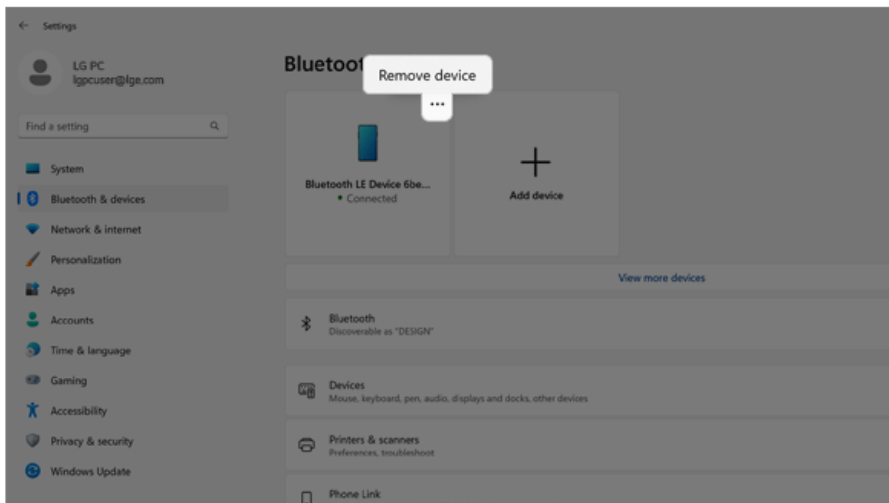 Settings
LG PC
lgpcuser@lge.com
Find a setting
System
Bluetooth & devices
Network & internet
Personalization
Apps
Accounts
Time & language
Gaming
Accessibility
Privacy & security
Windows Update
Bluetoot
Remove device
...
Bluetooth LE Device 6be...
Connected
Add device
View more devices
Bluetooth
Discoverable as "DESIGN"
Devices
Mouse, keyboard, pen, audio, displays and docks, other devices
Printers & scanners
Preferences, troubleshoot
Phone Link